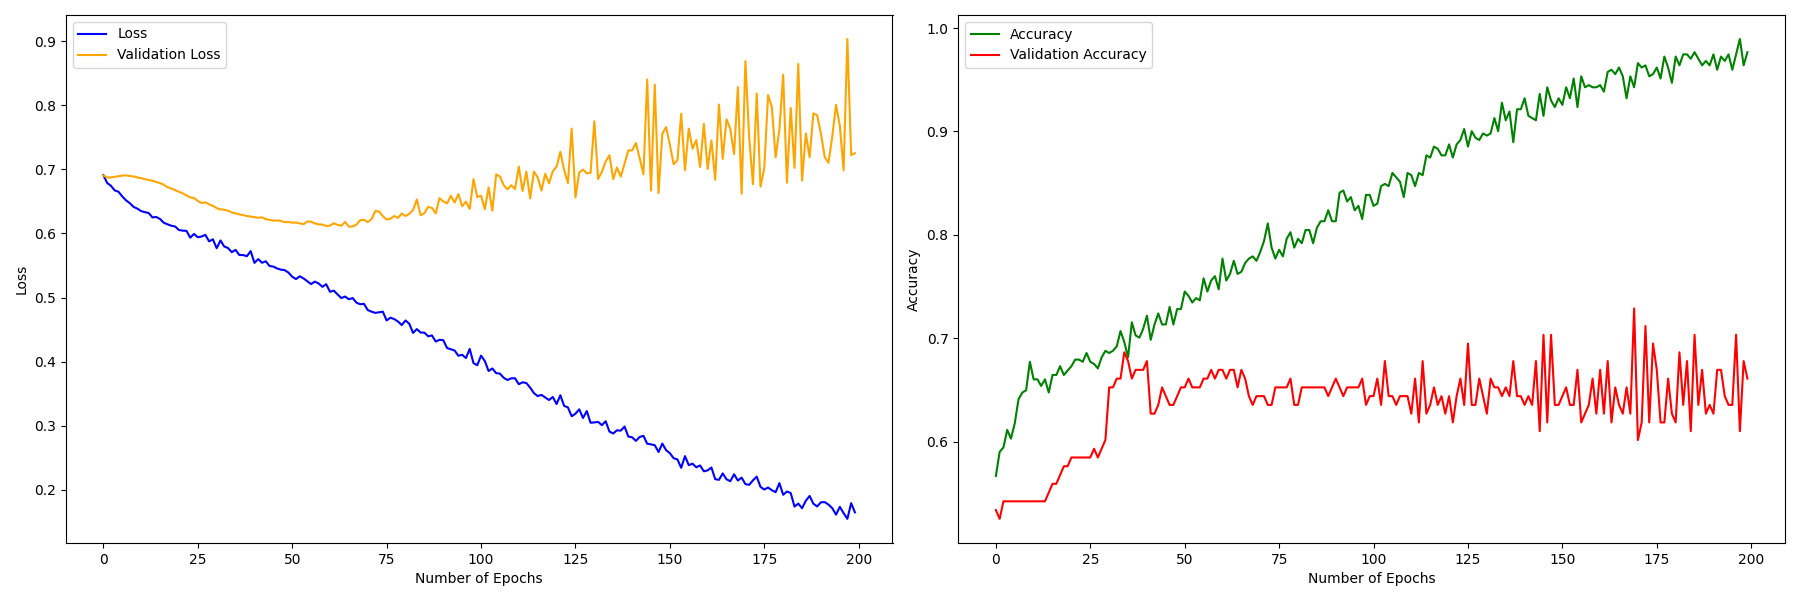 Loss
Validation Loss
0.9
0.8
0.7
0.6
0.5
0.4
0.3
0.2
Loss
0 25 50 75 100 125 150 175 200
Number of Epochs
Accuracy
Validation Accuracy
1.0
0.9
0.8
0.7
0.6
Accuracy
0 25 50 75 100 125 150 175 200
Number of Epochs